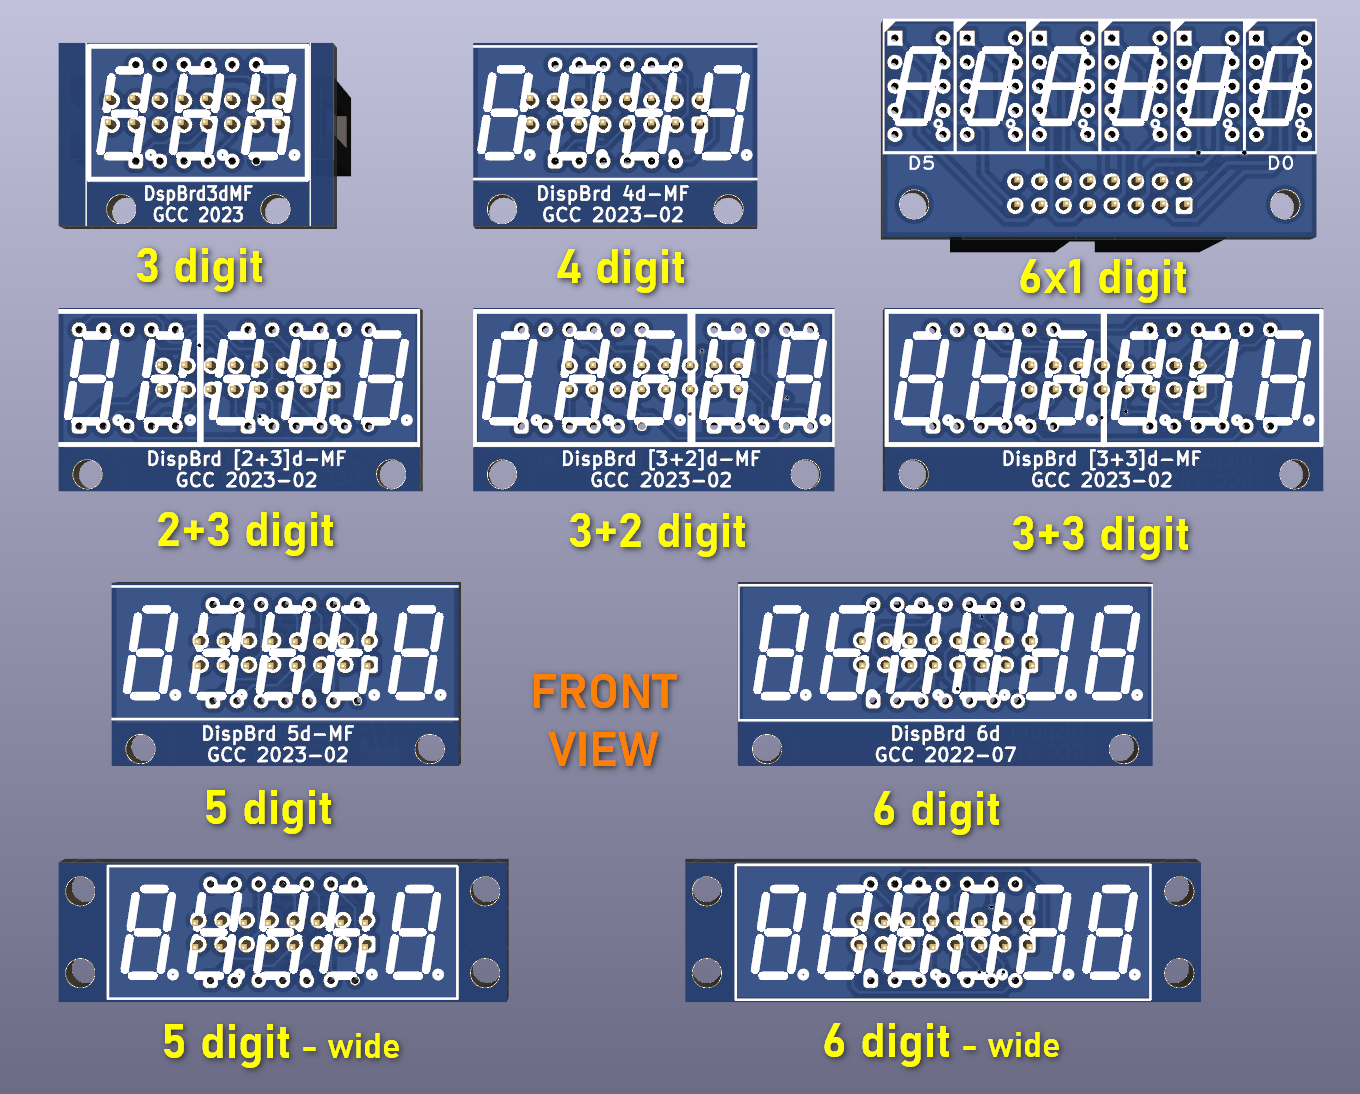 DspBrd3dMF
GCC 2023
3 digit
DispBrd 4d-MF
GCC 2023-02
4 digit
D5
D0
6x1 digit
DispBrd [2+3]d-MF
GCC 2023-02
2+3 digit
DispBrd [3+2]d-MF
GCC 2023-02
3+2 digit
DispBrd [3+3]d-MF
GCC 2023-02
3+3 digit
DispBrd 5d-MF
GCC 2023-02
5 digit
FRONT
VIEW
DispBrd 6d
GCC 2022-07
6 digit
5 digit - wide
6 digit - wide